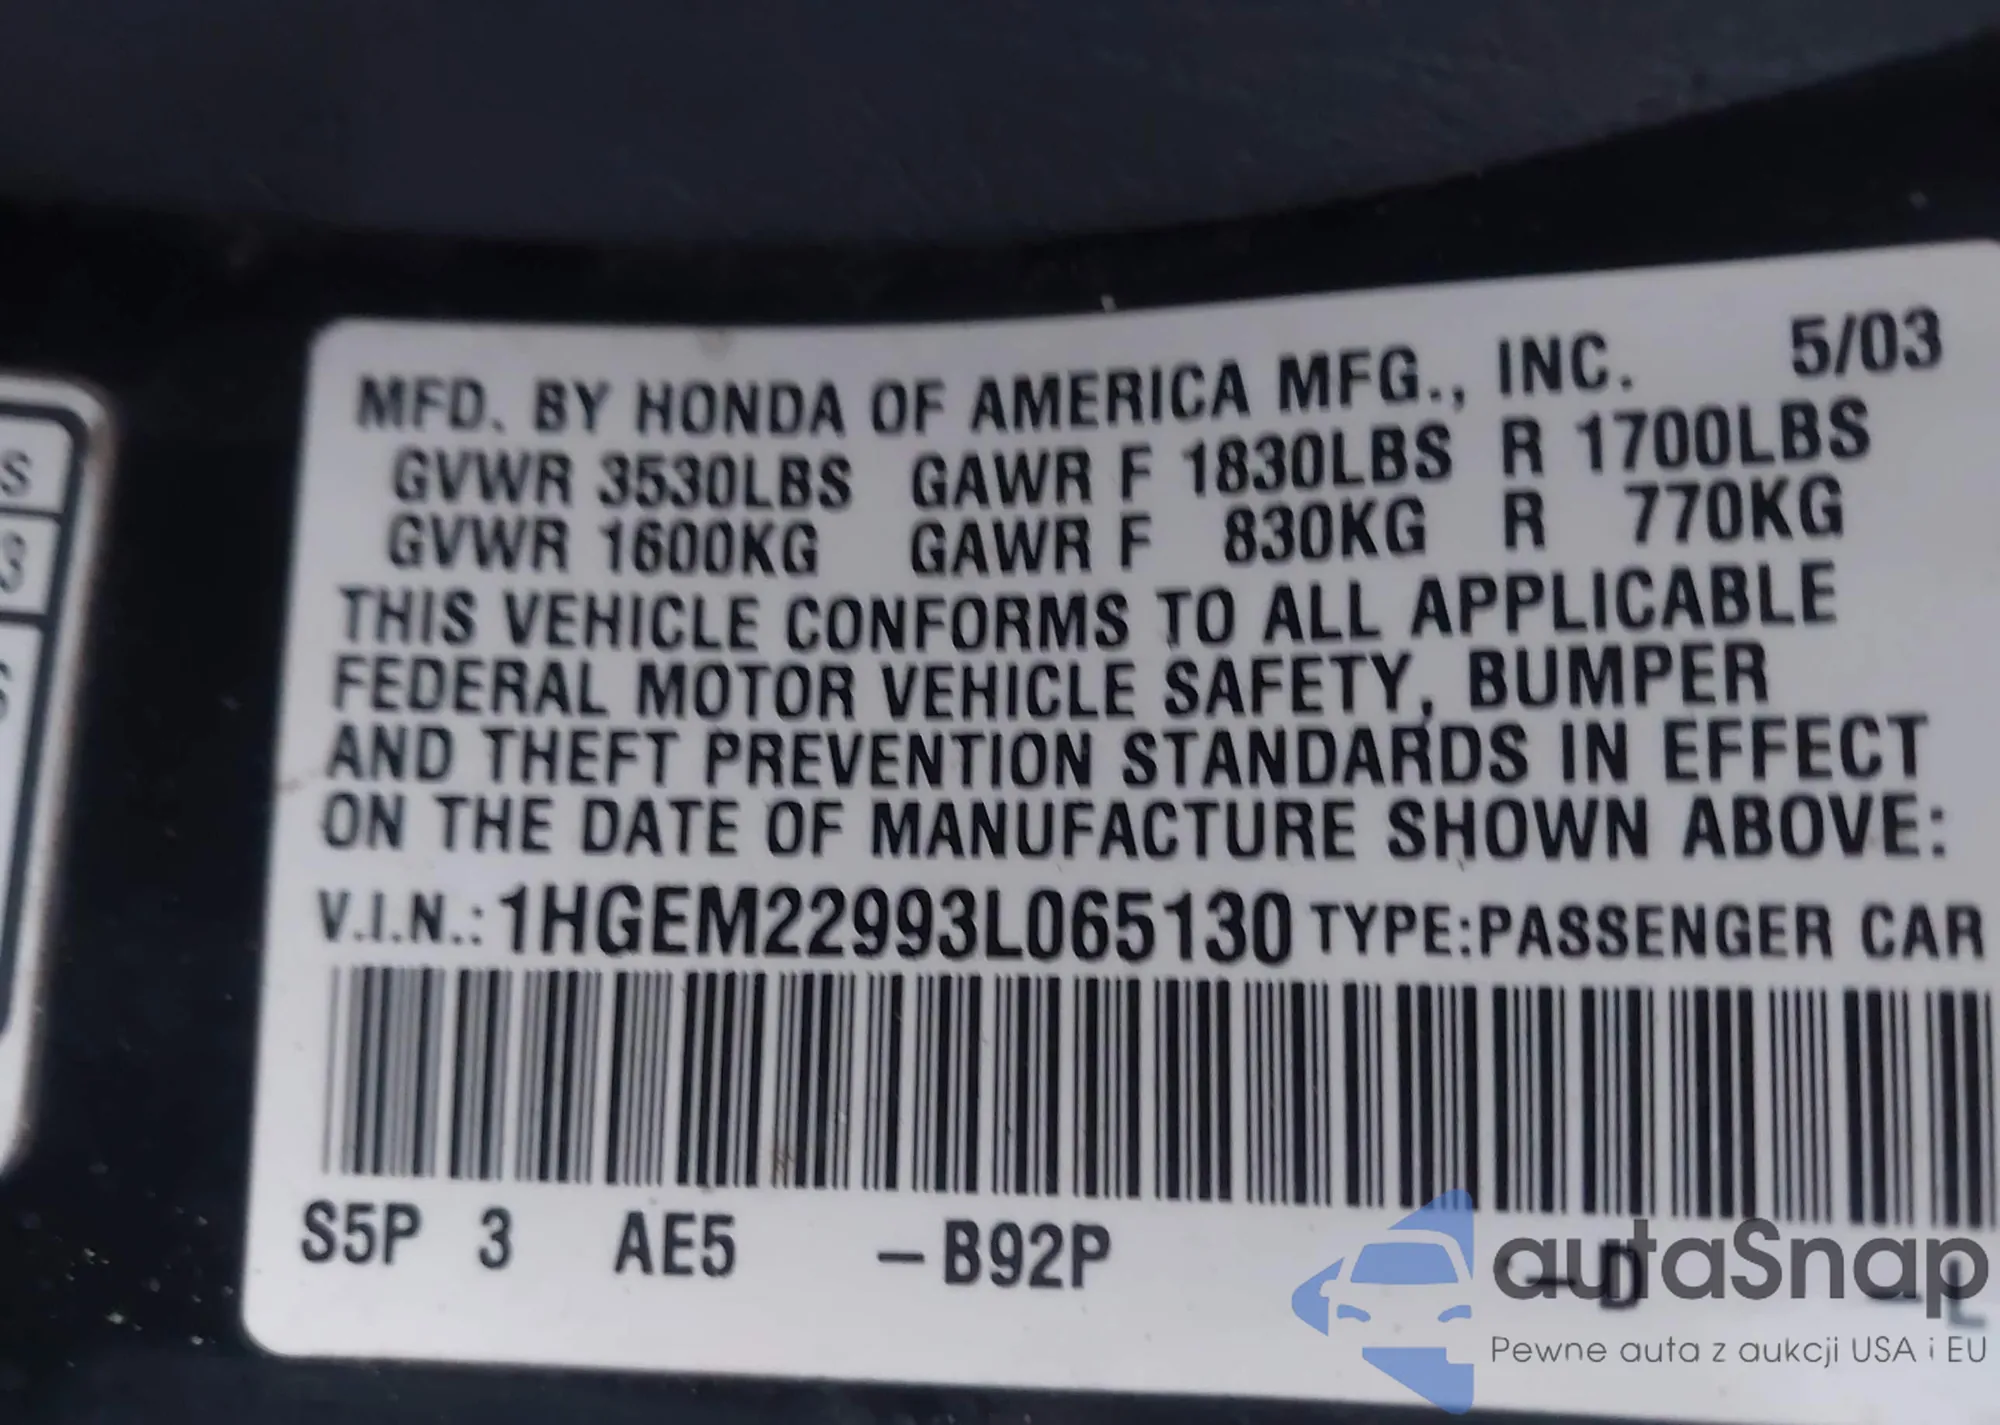 MFD. BY HONDA OF AMERICA MFG., INC. 5/03
GVWR 3530LBS GAWR F 1830LBS R 1700LBS
GVWR 1600KG GAWR F 830KG R 770KG
THIS VEHICLE CONFORMS TO ALL APPLICABLE
FEDERAL MOTOR VEHICLE SAFETY, BUMPER
AND THEFT PREVENTION STANDARDS IN EFFECT
ON THE DATE OF MANUFACTURE SHOWN ABOVE:
V.I.N.: 1HGEM22993L065130 TYPE:PASSENGER CAR
S5P 3 AE5 –B92P –D –L
autaSnap
Pewne auta z aukcji USA i EU
S
3